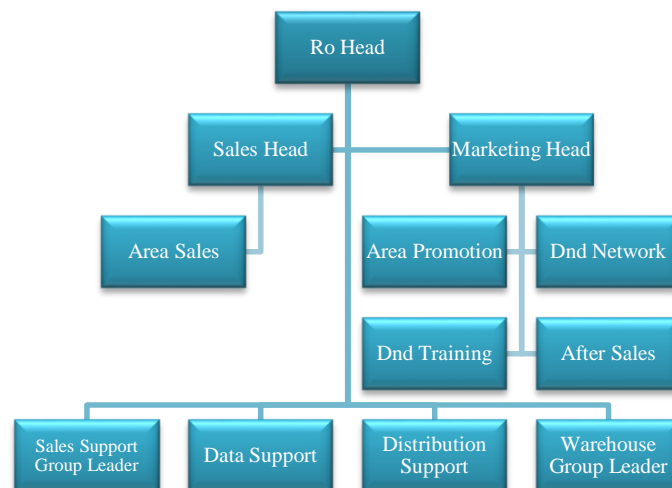 Ro Head
Sales Head
Marketing Head
Area Sales
Area Promotion
Dnd Network
Dnd Training
After Sales
Sales Support
Group Leader
Data Support
Distribution
Support
Warehouse
Group Leader